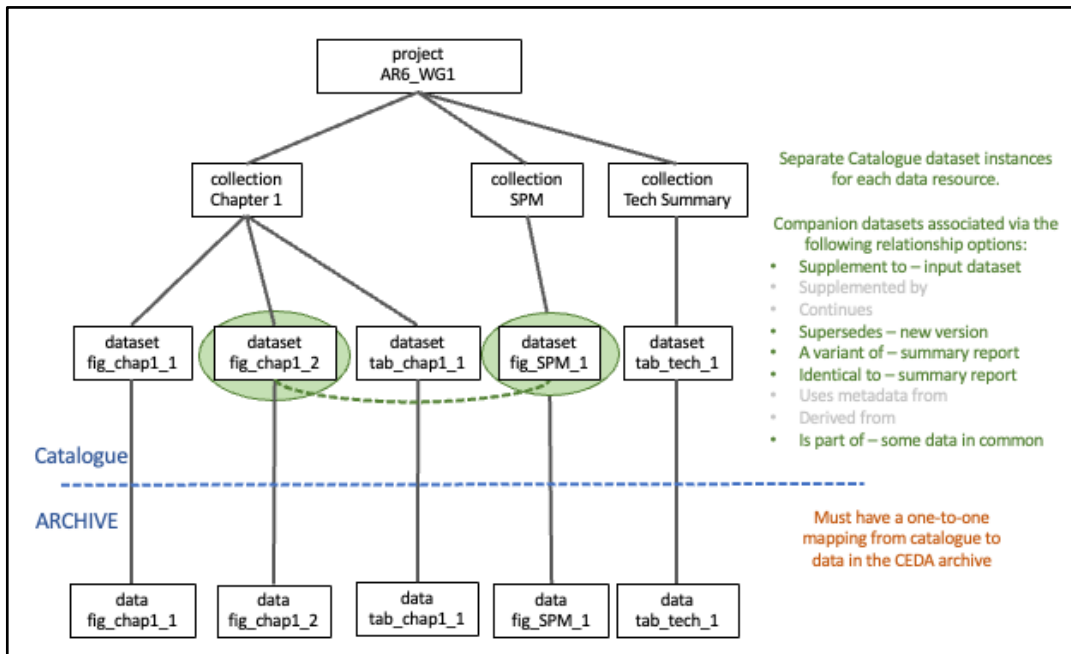 project
AR6_WG1
collection
Chapter 1
collection
SPM
collection
Tech Summary
Separate Catalogue dataset instances
for each data resource.
Companion datasets associated via the
following relationship options:
• Supplement to – input dataset
• Supplemented by
• Continues
• Supersedes – new version
• A variant of – summary report
• Identical to – summary report
• Uses metadata from
• Derived from
• Is part of – some data in common
dataset
fig_chap1_1
dataset
fig_chap1_2
dataset
tab_chap1_1
dataset
fig_SPM_1
dataset
tab_tech_1
Catalogue
ARCHIVE
Must have a one-to-one
mapping from catalogue to
data in the CEDA archive
data
fig_chap1_1
data
fig_chap1_2
data
tab_chap1_1
data
fig_SPM_1
data
tab_tech_1